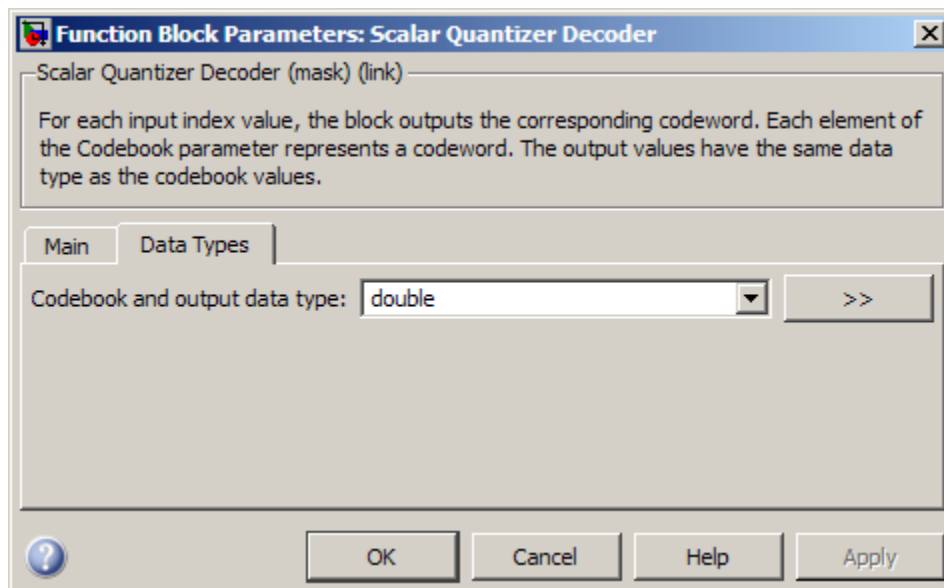 Function Block Parameters: Scalar Quantizer Decoder
Scalar Quantizer Decoder (mask) (link)
For each input index value, the block outputs the corresponding codeword. Each element of
the Codebook parameter represents a codeword. The output values have the same data
type as the codebook values.
Main Data Types
Codebook and output data type: double >>
OK Cancel Help Apply